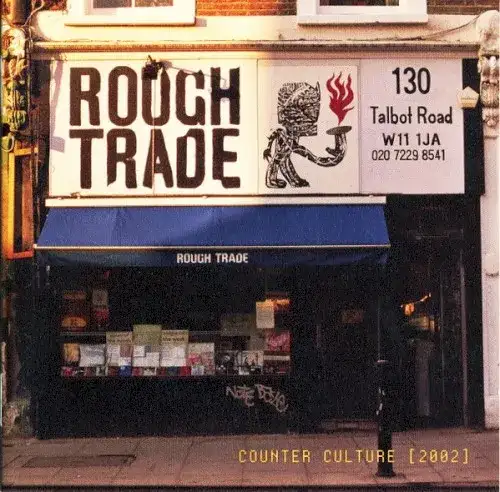 ROUGH
TRADE
130
Talbot Road
W11 1JA
020 7229 8541
ROUGH TRADE
COUNTER CULTURE [2002]